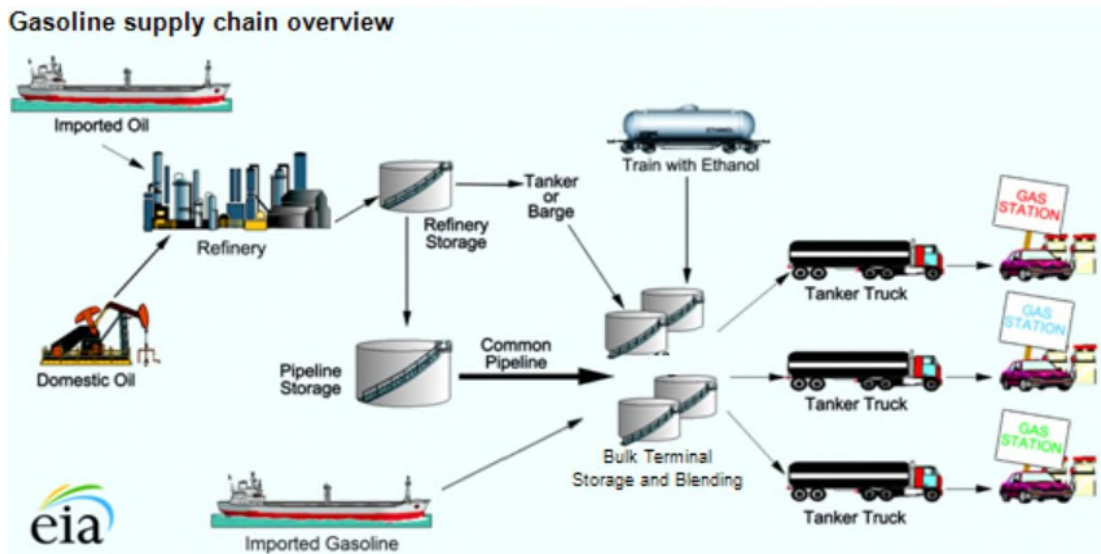 Gasoline supply chain overview
Imported Oil
Refinery
Domestic Oil
Refinery
Storage
Tanker
or
Barge
ETHANOL
Train with Ethanol
Pipeline
Storage
Common
Pipeline
Imported Gasoline
Bulk Terminal
Storage and Blending
Tanker Truck
GAS
STATION
Tanker Truck
GAS
STATION
Tanker Truck
GAS
STATION
eia